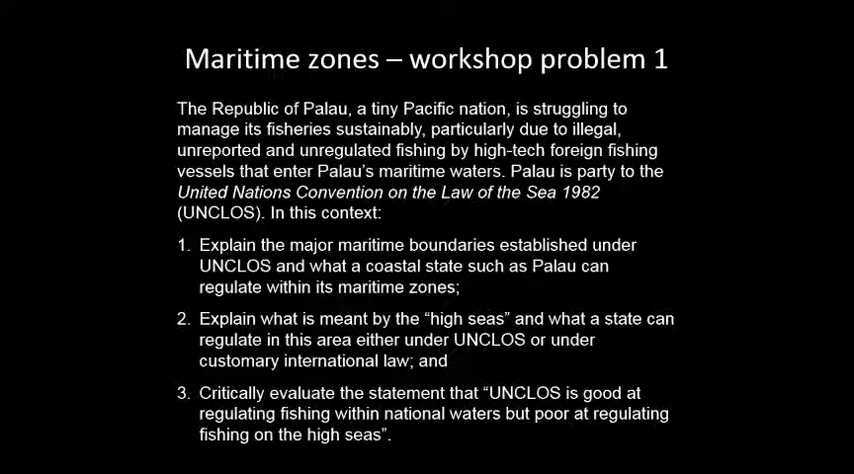 Maritime zones – workshop problem 1
The Republic of Palau, a tiny Pacific nation, is struggling to
manage its fisheries sustainably, particularly due to illegal,
unreported and unregulated fishing by high-tech foreign fishing
vessels that enter Palau's maritime waters. Palau is party to the
United Nations Convention on the Law of the Sea 1982
(UNCLOS). In this context:
1. Explain the major maritime boundaries established under
UNCLOS and what a coastal state such as Palau can
regulate within its maritime zones;
2. Explain what is meant by the “high seas” and what a state can
regulate in this area either under UNCLOS or under
customary international law; and
3. Critically evaluate the statement that “UNCLOS is good at
regulating fishing within national waters but poor at regulating
fishing on the high seas”.